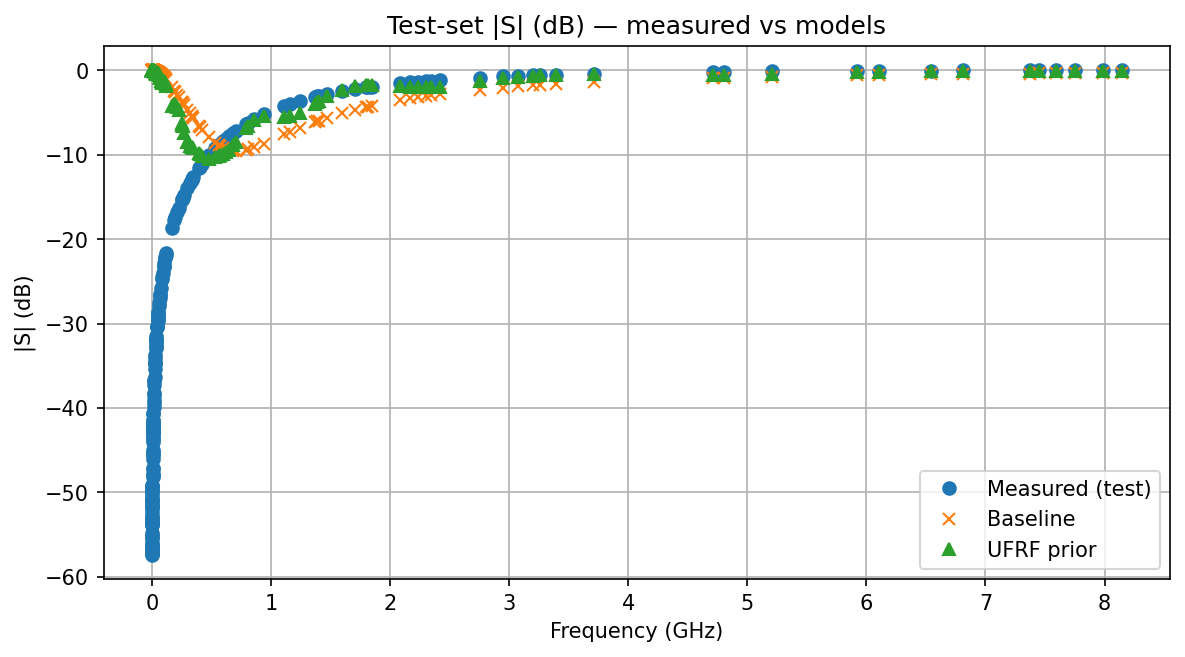 Test-set |S| (dB) — measured vs models
0
−10
−20
−30
−40
−50
−60
|S| (dB)
0 1 2 3 4 5 6 7 8
Frequency (GHz)
Measured (test)
Baseline
UFRF prior